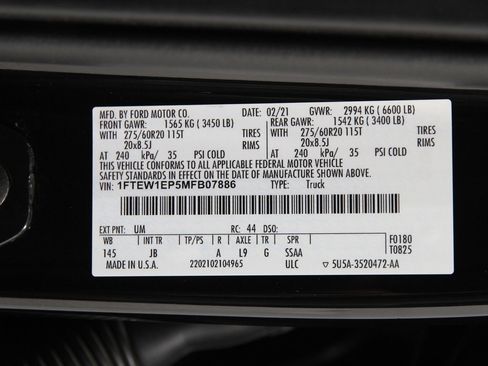 MFD. BY FORD MOTOR CO. DATE: 02/21 GVWR: 2994 KG ( 6600 LB)
FRONT GAWR: 1565 KG ( 3450 LB) REAR GAWR: 1542 KG ( 3400 LB)
WITH 275/60R20 115T TIRES WITH 275/60R20 115T TIRES
20x8.5J RIMS 20x8.5J RIMS
AT 240 kPa/ 35 PSI COLD AT 240 kPa/ 35 PSI COLD
THIS VEHICLE CONFORMS TO ALL APPLICABLE FEDERAL MOTOR VEHICLE
SAFETY STANDARDS IN EFFECT ON THE DATE OF MANUFACTURE SHOWN ABOVE.
VIN: 1FTEW1EP5MFB07886 TYPE: Truck
EXT PNT: UM RC: 44 DSO:
WB INT TR TP/PS R AXLE TR SPR F0180
145 JB A L9 G SSAA T0825
MADE IN U.S.A. 2202102104965 ULC ▽ 5U5A-3520472-AA